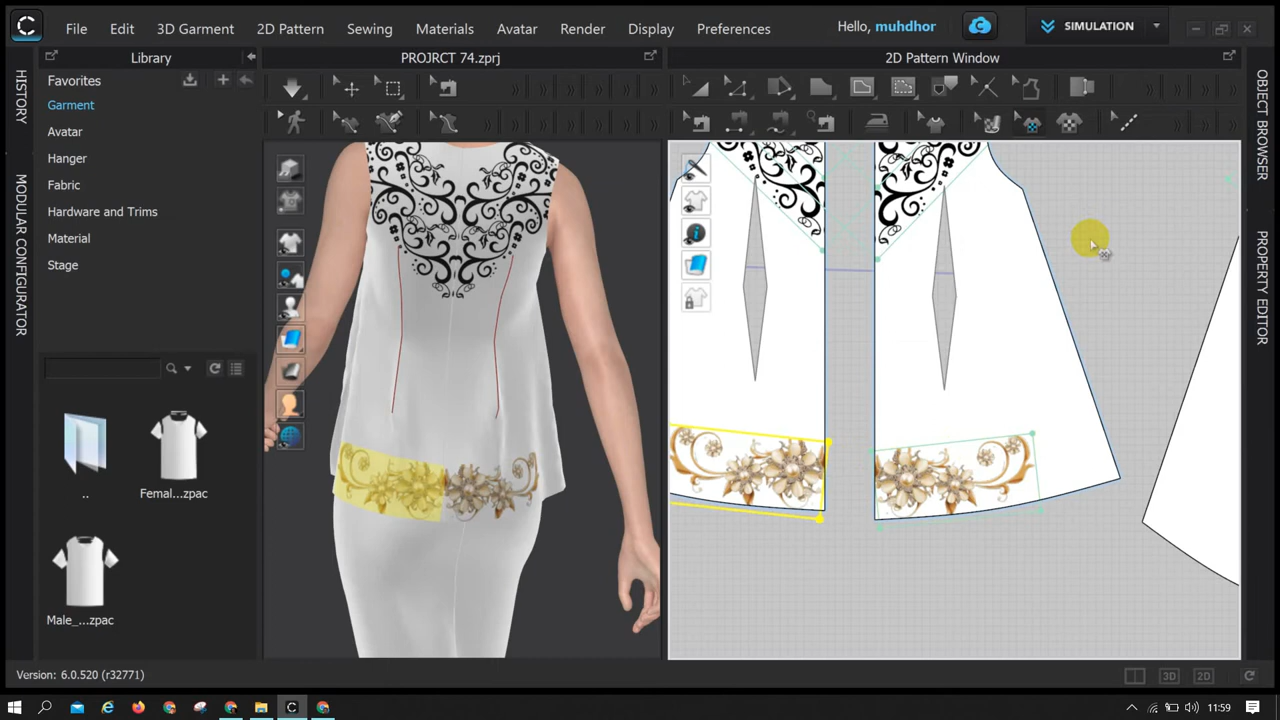 File Edit 3D Garment 2D Pattern Sewing Materials Avatar Render Display Preferences Hello, muhdhor SIMULATION
Library PROJRCT 74.zprj 2D Pattern Window
HISTORY
MODULAR CONFIGURATOR
Favorites
Garment
Avatar
Hanger
Fabric
Hardware and Trims
Material
Stage
..
Femal...zpac
Male_...zpac
OBJECT BROWSER
PROPERTY EDITOR
Version: 6.0.520 (r32771) 3D 2D
11:59